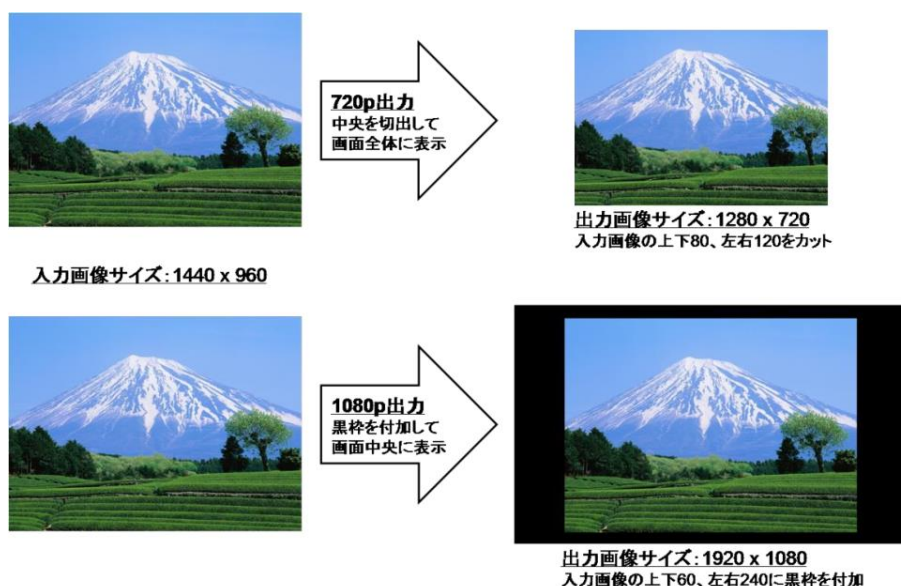 720p出力
中央を切出して
画面全体に表示
出力画像サイズ:1280 x 720
入力画像の上下80、左右120をカット
入力画像サイズ:1440 x 960
1080p出力
黒枠を付加して
画面中央に表示
出力画像サイズ:1920 x 1080
入力画像の上下60、左右240に黒枠を付加